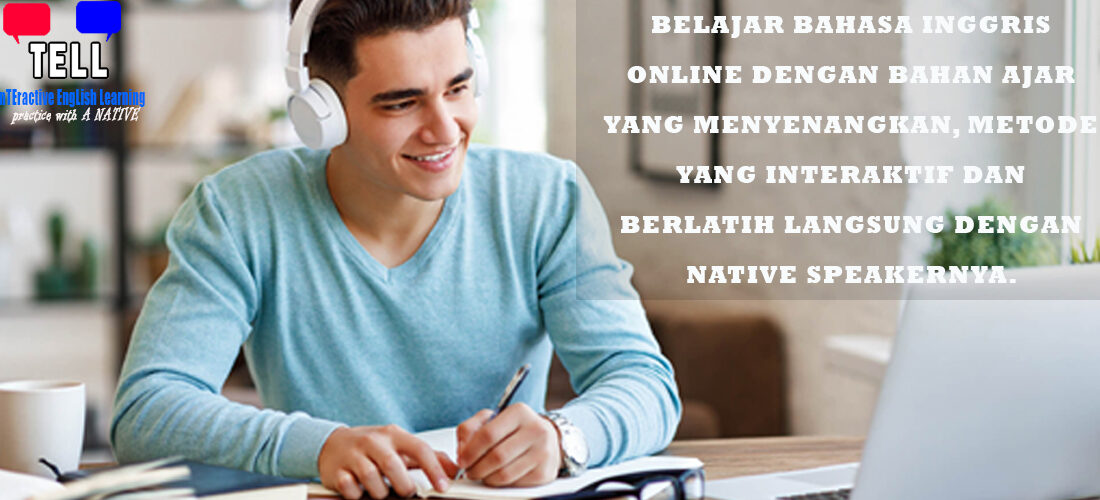 TELL
nTEractive EnglIsh Learning
practice with A NATIVE
BELAJAR BAHASA INGGRIS
ONLINE DENGAN BAHAN AJAR
YANG MENYENANGKAN, METODE
YANG INTERAKTIF DAN
BERLATIH LANGSUNG DENGAN
NATIVE SPEAKERNYA.